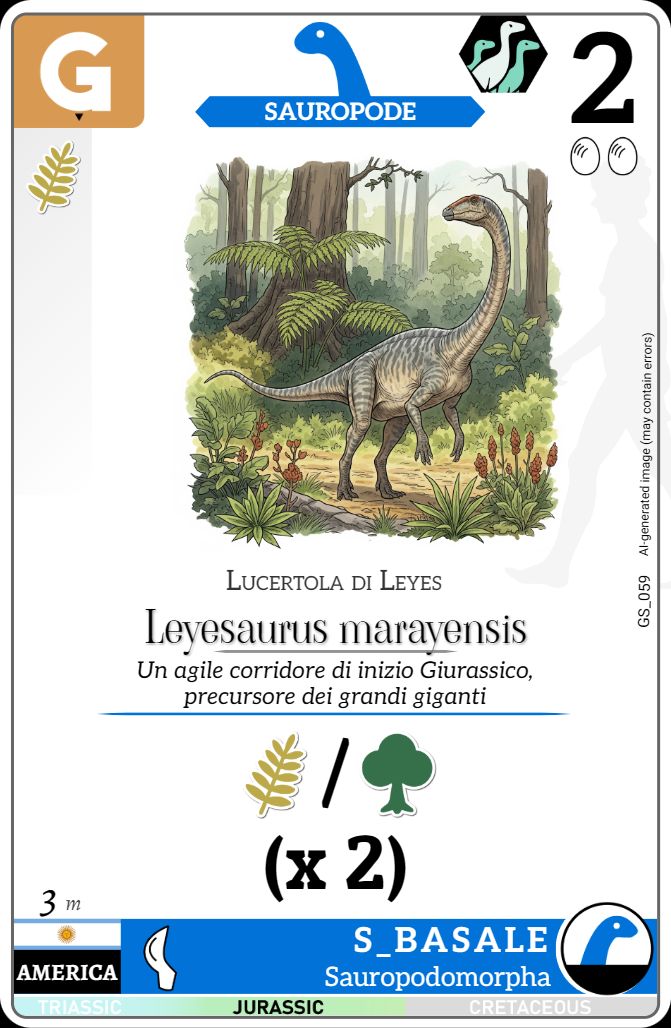 G
SAUROPODE
2
AI-generated image (may contain errors)
GS_059
Lucertola di Leyes
Leyesaurus marayensis
Un agile corridore di inizio Giurassico,
precursore dei grandi giganti
/
(x 2)
3 m
AMERICA
S_BASALE
Sauropodomorpha
TRIASSIC JURASSIC CRETACEOUS